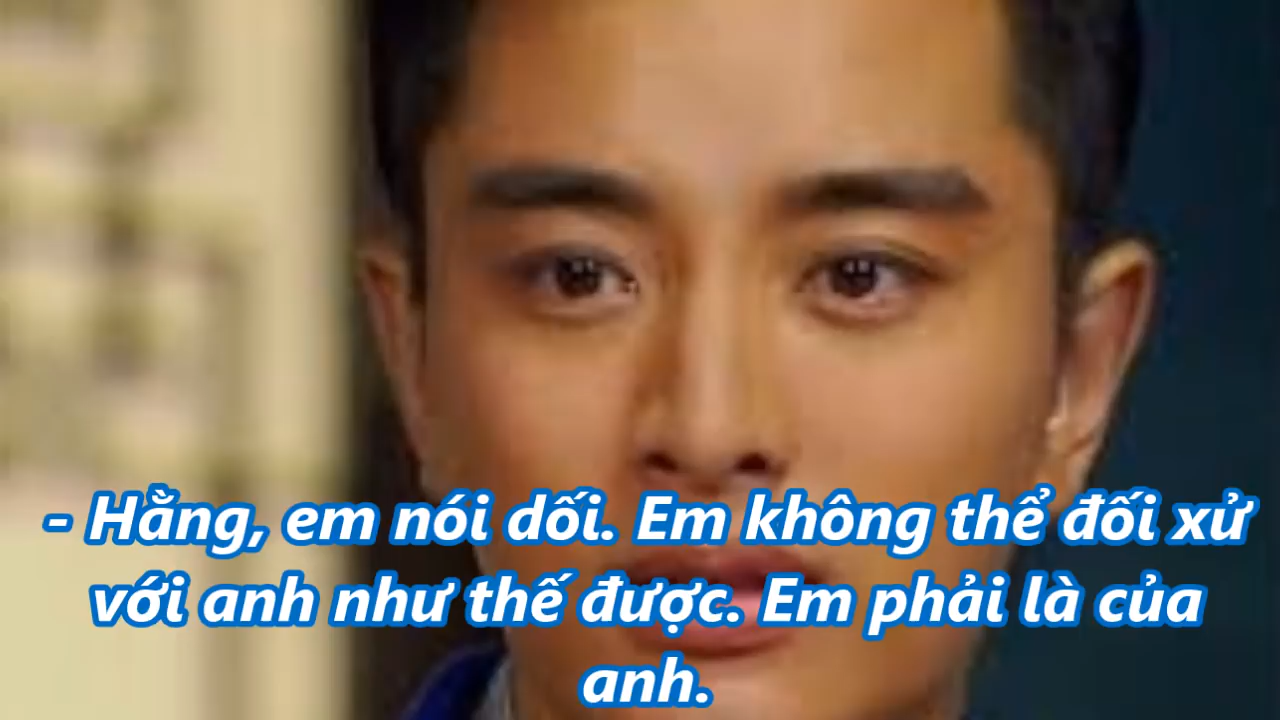 - Hằng, em nói dối. Em không thể đối xử
với anh như thế được. Em phải là của
anh.